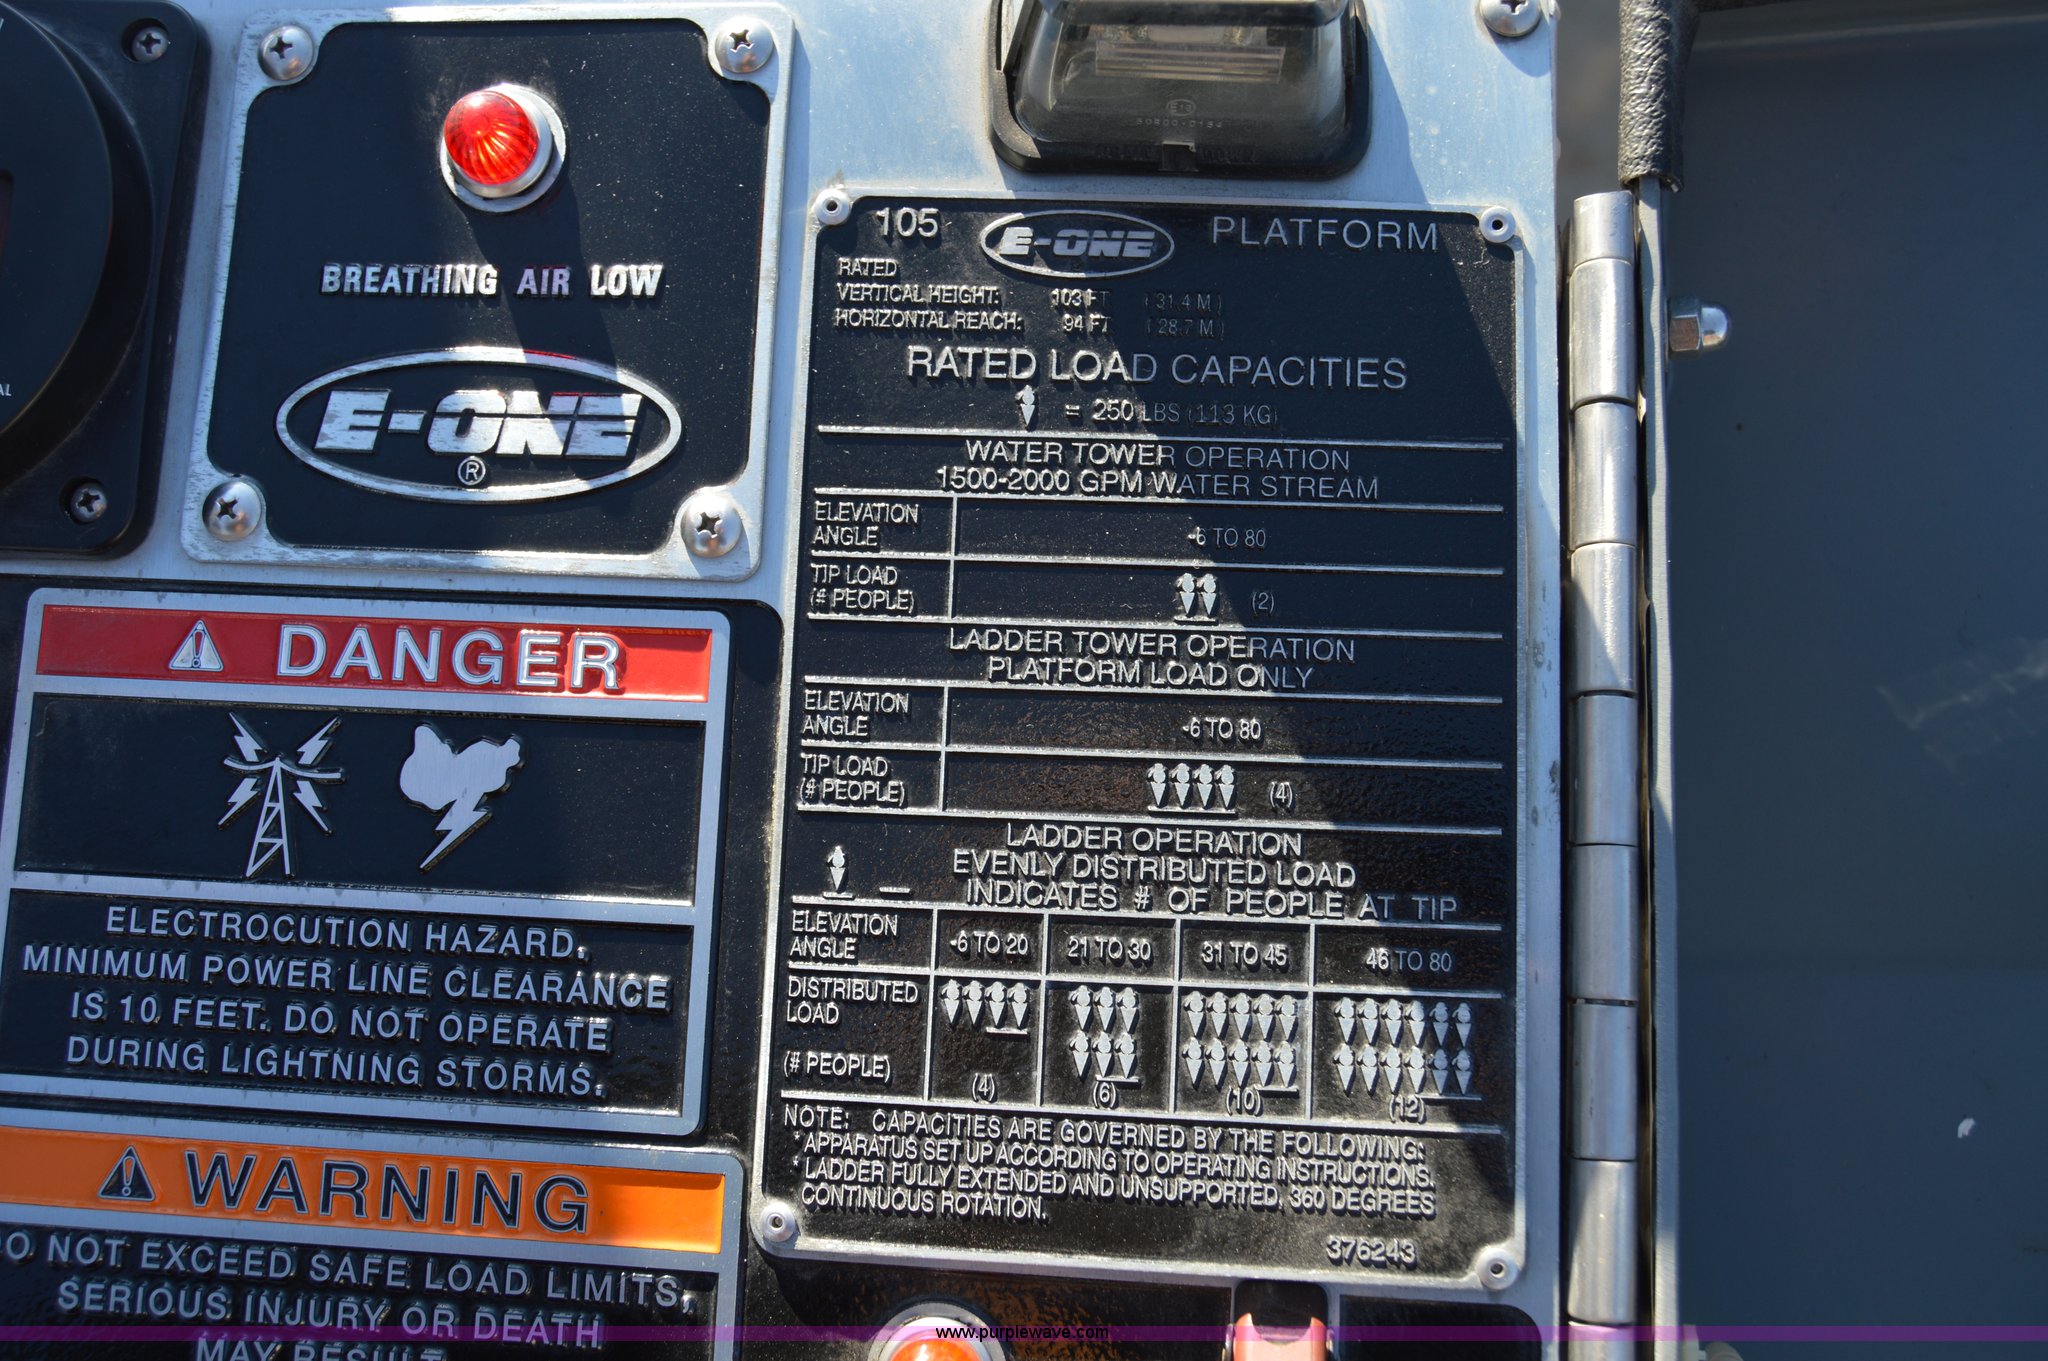 BREATHING AIR LOW
E-ONE
®
AL
DANGER
ELECTROCUTION HAZARD.
MINIMUM POWER LINE CLEARANCE
IS 10 FEET. DO NOT OPERATE
DURING LIGHTNING STORMS.
WARNING
DO NOT EXCEED SAFE LOAD LIMITS,
SERIOUS INJURY OR DEATH
MAY RESULT
105 E-ONE PLATFORM
RATED
VERTICAL HEIGHT: 103 FT (31.4 M)
HORIZONTAL REACH: 94 FT (28.7 M)
RATED LOAD CAPACITIES
= 250 LBS (113 KG)
WATER TOWER OPERATION
1500-2000 GPM WATER STREAM
ELEVATION
ANGLE -6 TO 80
TIP LOAD
(# PEOPLE) (2)
LADDER TOWER OPERATION
PLATFORM LOAD ONLY
ELEVATION
ANGLE -6 TO 80
TIP LOAD
(# PEOPLE) (4)
LADDER OPERATION
EVENLY DISTRIBUTED LOAD
INDICATES # OF PEOPLE AT TIP
ELEVATION
ANGLE -6 TO 20 21 TO 30 31 TO 45 46 TO 80
DISTRIBUTED
LOAD
(# PEOPLE) (4) (6) (10) (12)
NOTE: CAPACITIES ARE GOVERNED BY THE FOLLOWING:
* APPARATUS SET UP ACCORDING TO OPERATING INSTRUCTIONS.
* LADDER FULLY EXTENDED AND UNSUPPORTED, 360 DEGREES
CONTINUOUS ROTATION.
376243
www.purplewave.com